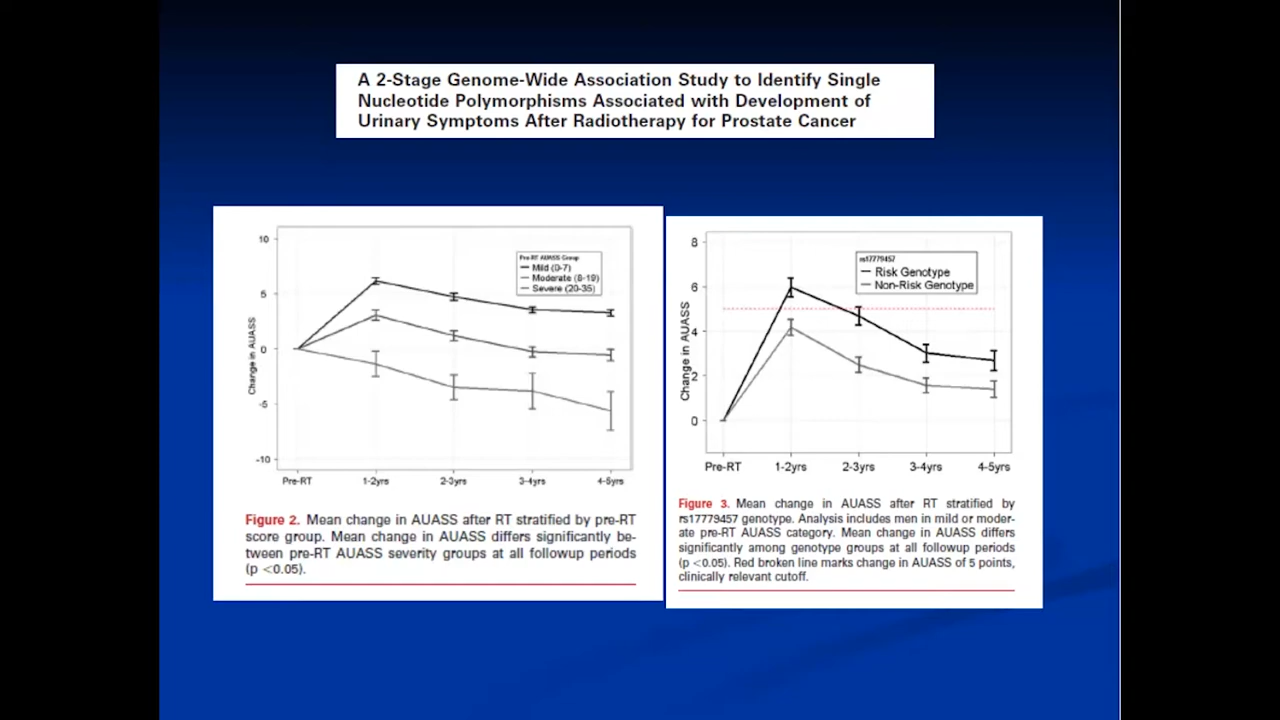 A 2-Stage Genome-Wide Association Study to Identify Single
Nucleotide Polymorphisms Associated with Development of
Urinary Symptoms After Radiotherapy for Prostate Cancer
10
5
0
-5
-10
Change in AUASS
Pre-RT AUASS Group
Mild (0-7)
Moderate (8-19)
Severe (20-35)
Pre-RT
1-2yrs
2-3yrs
3-4yrs
4-5yrs
Figure 2. Mean change in AUASS after RT stratified by pre-RT
score group. Mean change in AUASS differs significantly be-
tween pre-RT AUASS severity groups at all followup periods
(p <0.05).
8
6
4
2
0
Change in AUASS
rs17779457
Risk Genotype
Non-Risk Genotype
Pre-RT
1-2yrs
2-3yrs
3-4yrs
4-5yrs
Figure 3. Mean change in AUASS after RT stratified by
rs17779457 genotype. Analysis includes men in mild or moder-
ate pre-RT AUASS category. Mean change in AUASS differs
significantly among genotype groups at all followup periods
(p <0.05). Red broken line marks change in AUASS of 5 points,
clinically relevant cutoff.